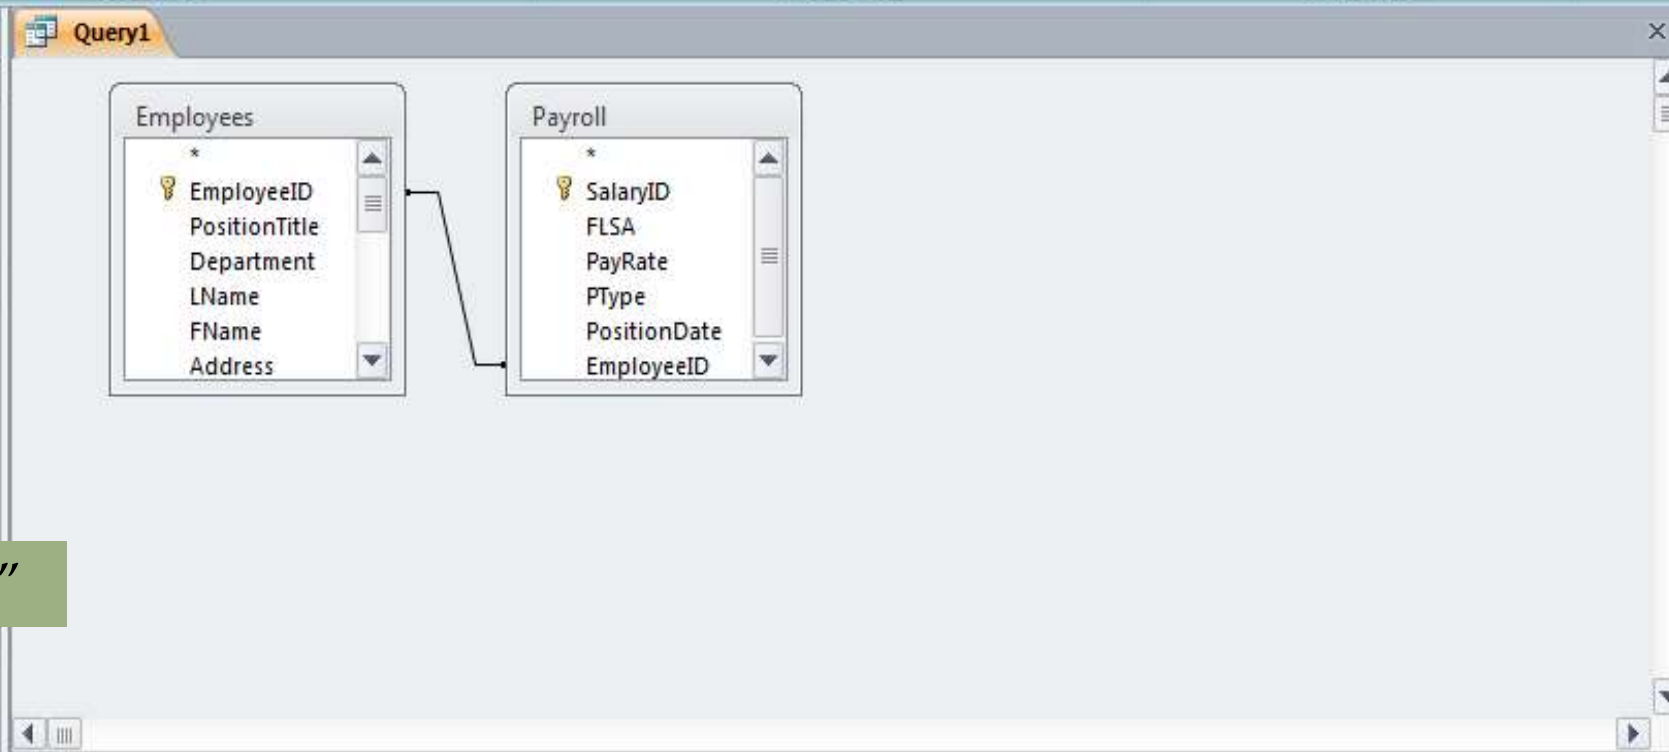 Query1
Employees
*
EmployeeID
PositionTitle
Department
LName
FName
Address
Payroll
*
SalaryID
FLSA
PayRate
PType
PositionDate
EmployeeID
”